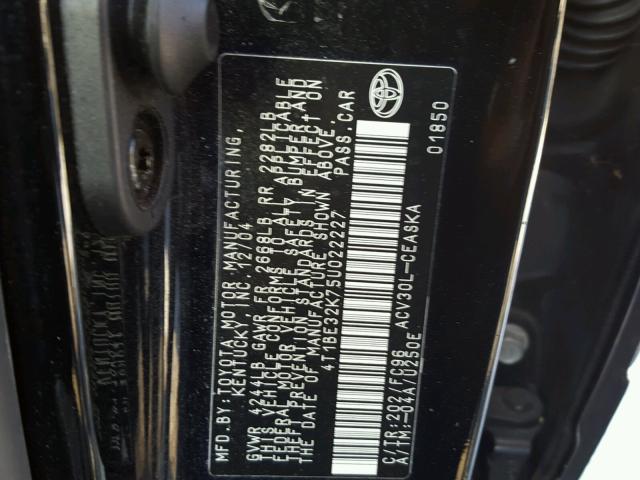 MFD.BY:TOYOTA MOTOR MANUFACTURING,
KENTUCKY, INC. 12/04
GVWR 4244LB GAWR FR 2668LB RR 2282LB
THIS VEHICLE CONFORMS TO ALL APPLICABLE
FEDERAL MOTOR VEHICLE SAFETY, BUMPER, AND
THEFT PREVENTION STANDARDS IN EFFECT ON
THE DATE OF MANUFACTURE SHOWN ABOVE.
4T1BE32K75U022227 PASS.CAR
C/TR:202/FC96 ACV30L-CEASKA
A/TM:-04A/U250E 01850